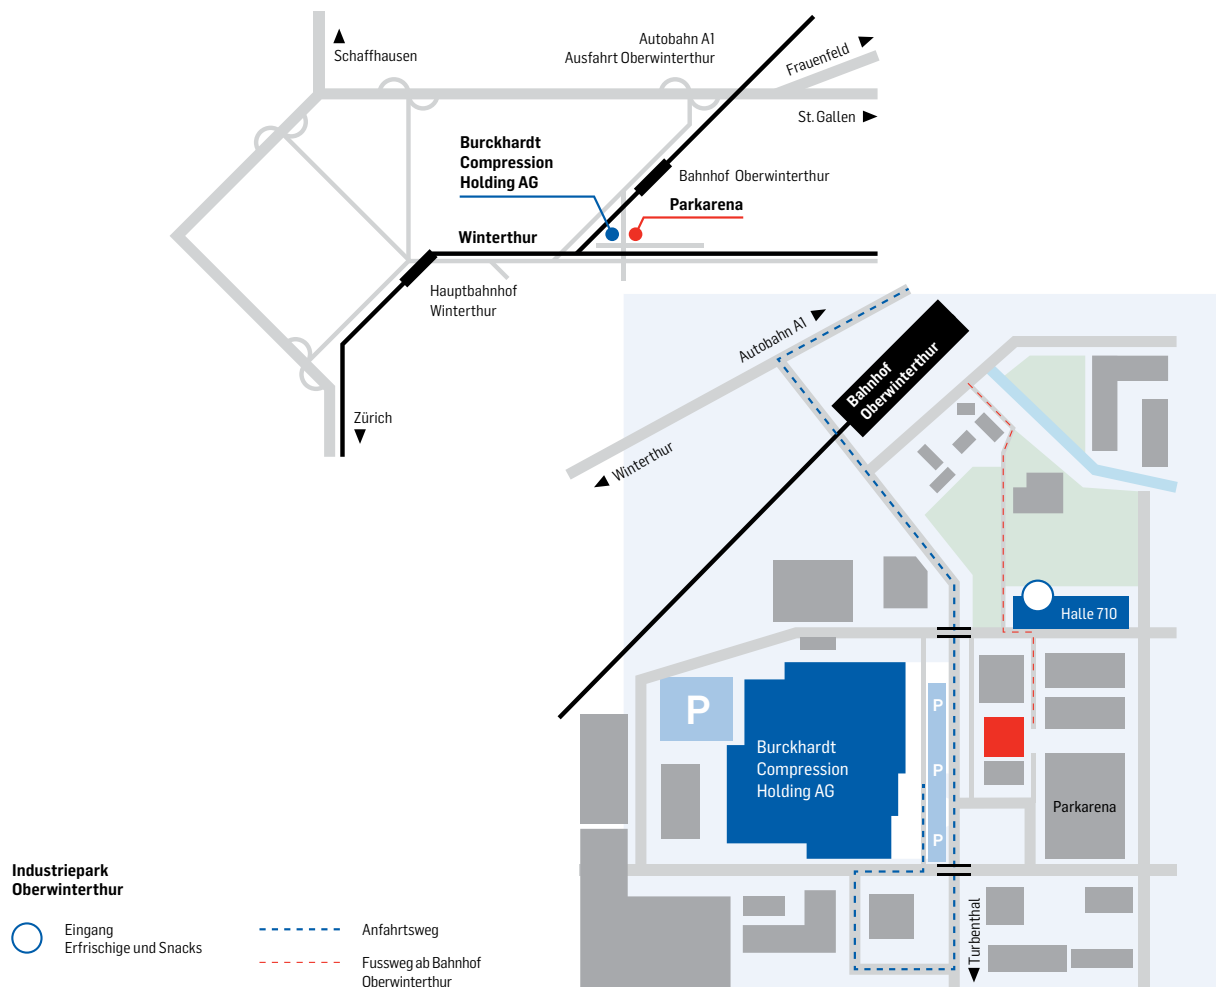 Schaffhausen
Autobahn A1
Ausfahrt Oberwinterthur
Frauenfeld
St. Gallen
Burckhardt
Compression
Holding AG
Bahnhof Oberwinterthur
Parkarena
Winterthur
Hauptbahnhof
Winterthur
Zürich
Autobahn A1
Bahnhof
Oberwinterthur
Winterthur
Halle 710
P
P
Burckhardt
Compression
Holding AG
P
Parkarena
P
Turbenthal
Industriepark
Oberwinterthur
Eingang
Erfrischige und Snacks
Anfahrtsweg
Fussweg ab Bahnhof
Oberwinterthur